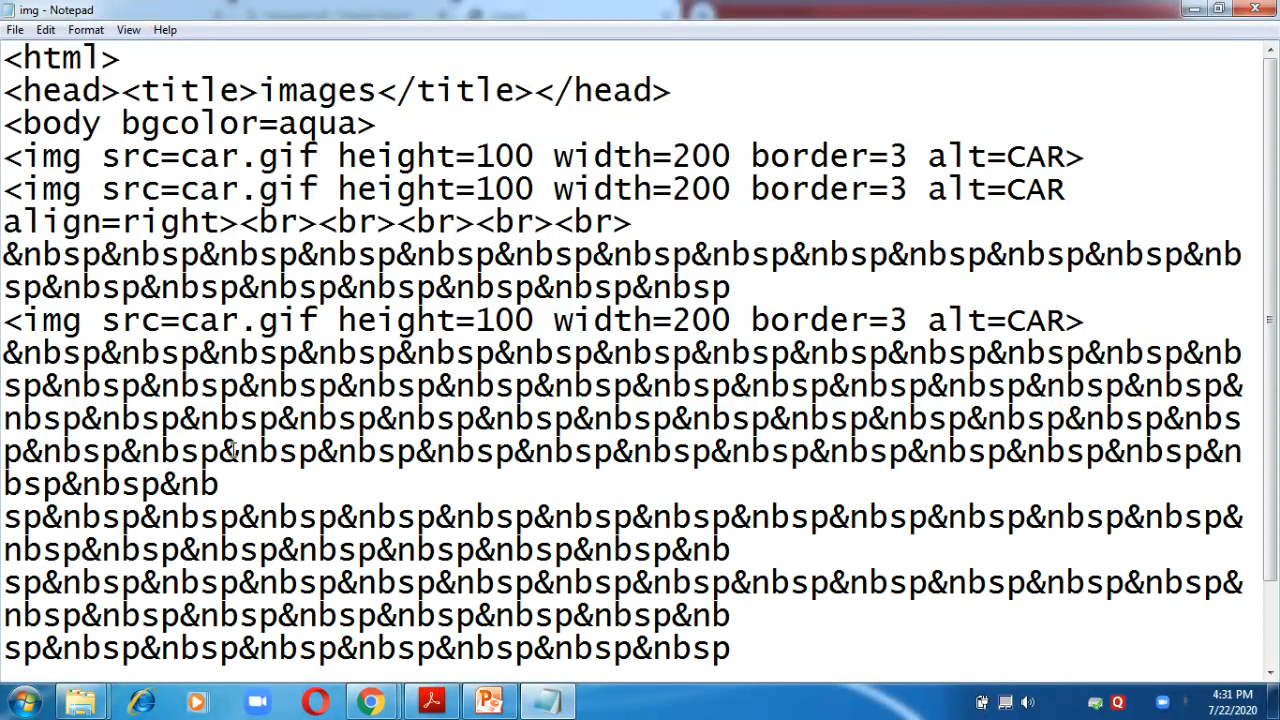 img - Notepad
File Edit Format View Help
<html>
<head><title>images</title></head>
<body bgcolor=aqua>
<img src=car.gif height=100 width=200 border=3 alt=CAR>
<img src=car.gif height=100 width=200 border=3 alt=CAR
align=right><br><br><br><br><br>
&nbsp&nbsp&nbsp&nbsp&nbsp&nbsp&nbsp&nbsp&nbsp&nbsp&nbsp&nbsp&nb
sp&nbsp&nbsp&nbsp&nbsp&nbsp&nbsp&nbsp
<img src=car.gif height=100 width=200 border=3 alt=CAR>
&nbsp&nbsp&nbsp&nbsp&nbsp&nbsp&nbsp&nbsp&nbsp&nbsp&nbsp&nbsp&nb
sp&nbsp&nbsp&nbsp&nbsp&nbsp&nbsp&nbsp&nbsp&nbsp&nbsp&nbsp&nbsp&
nbsp&nbsp&nbsp&nbsp&nbsp&nbsp&nbsp&nbsp&nbsp&nbsp&nbsp&nbsp&nbs
p&nbsp&nbsp&nbsp&nbsp&nbsp&nbsp&nbsp&nbsp&nbsp&nbsp&nbsp&nbsp&n
bsp&nbsp&nb
sp&nbsp&nbsp&nbsp&nbsp&nbsp&nbsp&nbsp&nbsp&nbsp&nbsp&nbsp&nbsp&
nbsp&nbsp&nbsp&nbsp&nbsp&nbsp&nbsp&nb
sp&nbsp&nbsp&nbsp&nbsp&nbsp&nbsp&nbsp&nbsp&nbsp&nbsp&nbsp&nbsp&
nbsp&nbsp&nbsp&nbsp&nbsp&nbsp&nbsp&nb
sp&nbsp&nbsp&nbsp&nbsp&nbsp&nbsp&nbsp
4:31 PM
7/22/2020